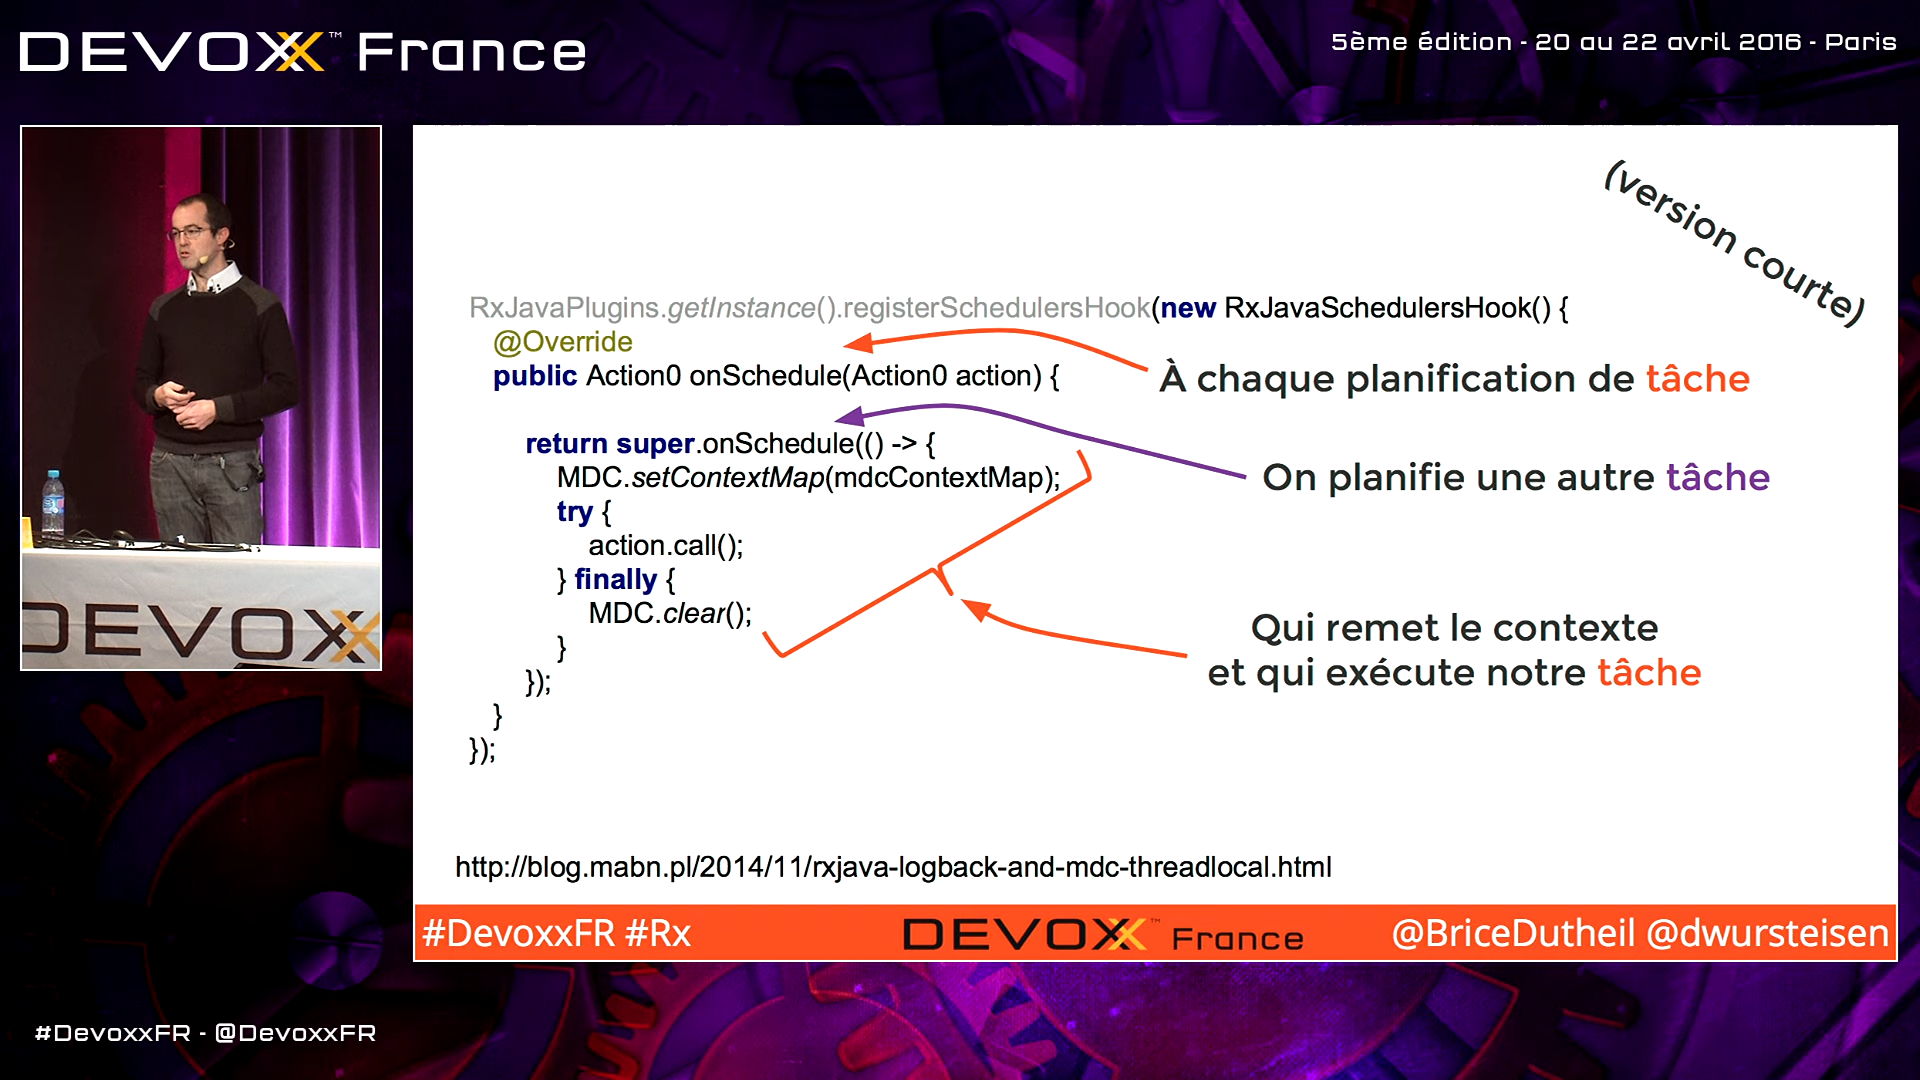 DEVOXX™ France
5ème édition - 20 au 22 avril 2016 - Paris
(version courte)
RxJavaPlugins.getInstance().registerSchedulersHook(new RxJavaSchedulersHook() {
@Override
public Action0 onSchedule(Action0 action) {
À chaque planification de tâche
return super.onSchedule(() -> {
MDC.setContextMap(mdcContextMap);
On planifie une autre tâche
try {
action.call();
} finally {
MDC.clear();
}
});
}
});
Qui remet le contexte
et qui exécute notre tâche
http://blog.mabn.pl/2014/11/rxjava-logback-and-mdc-threadlocal.html
#DevoxxFR #Rx
DEVOXX™ France
@BriceDutheil @dwursteisen
DEVOXX
#DevoxxFR - @DevoxxFR